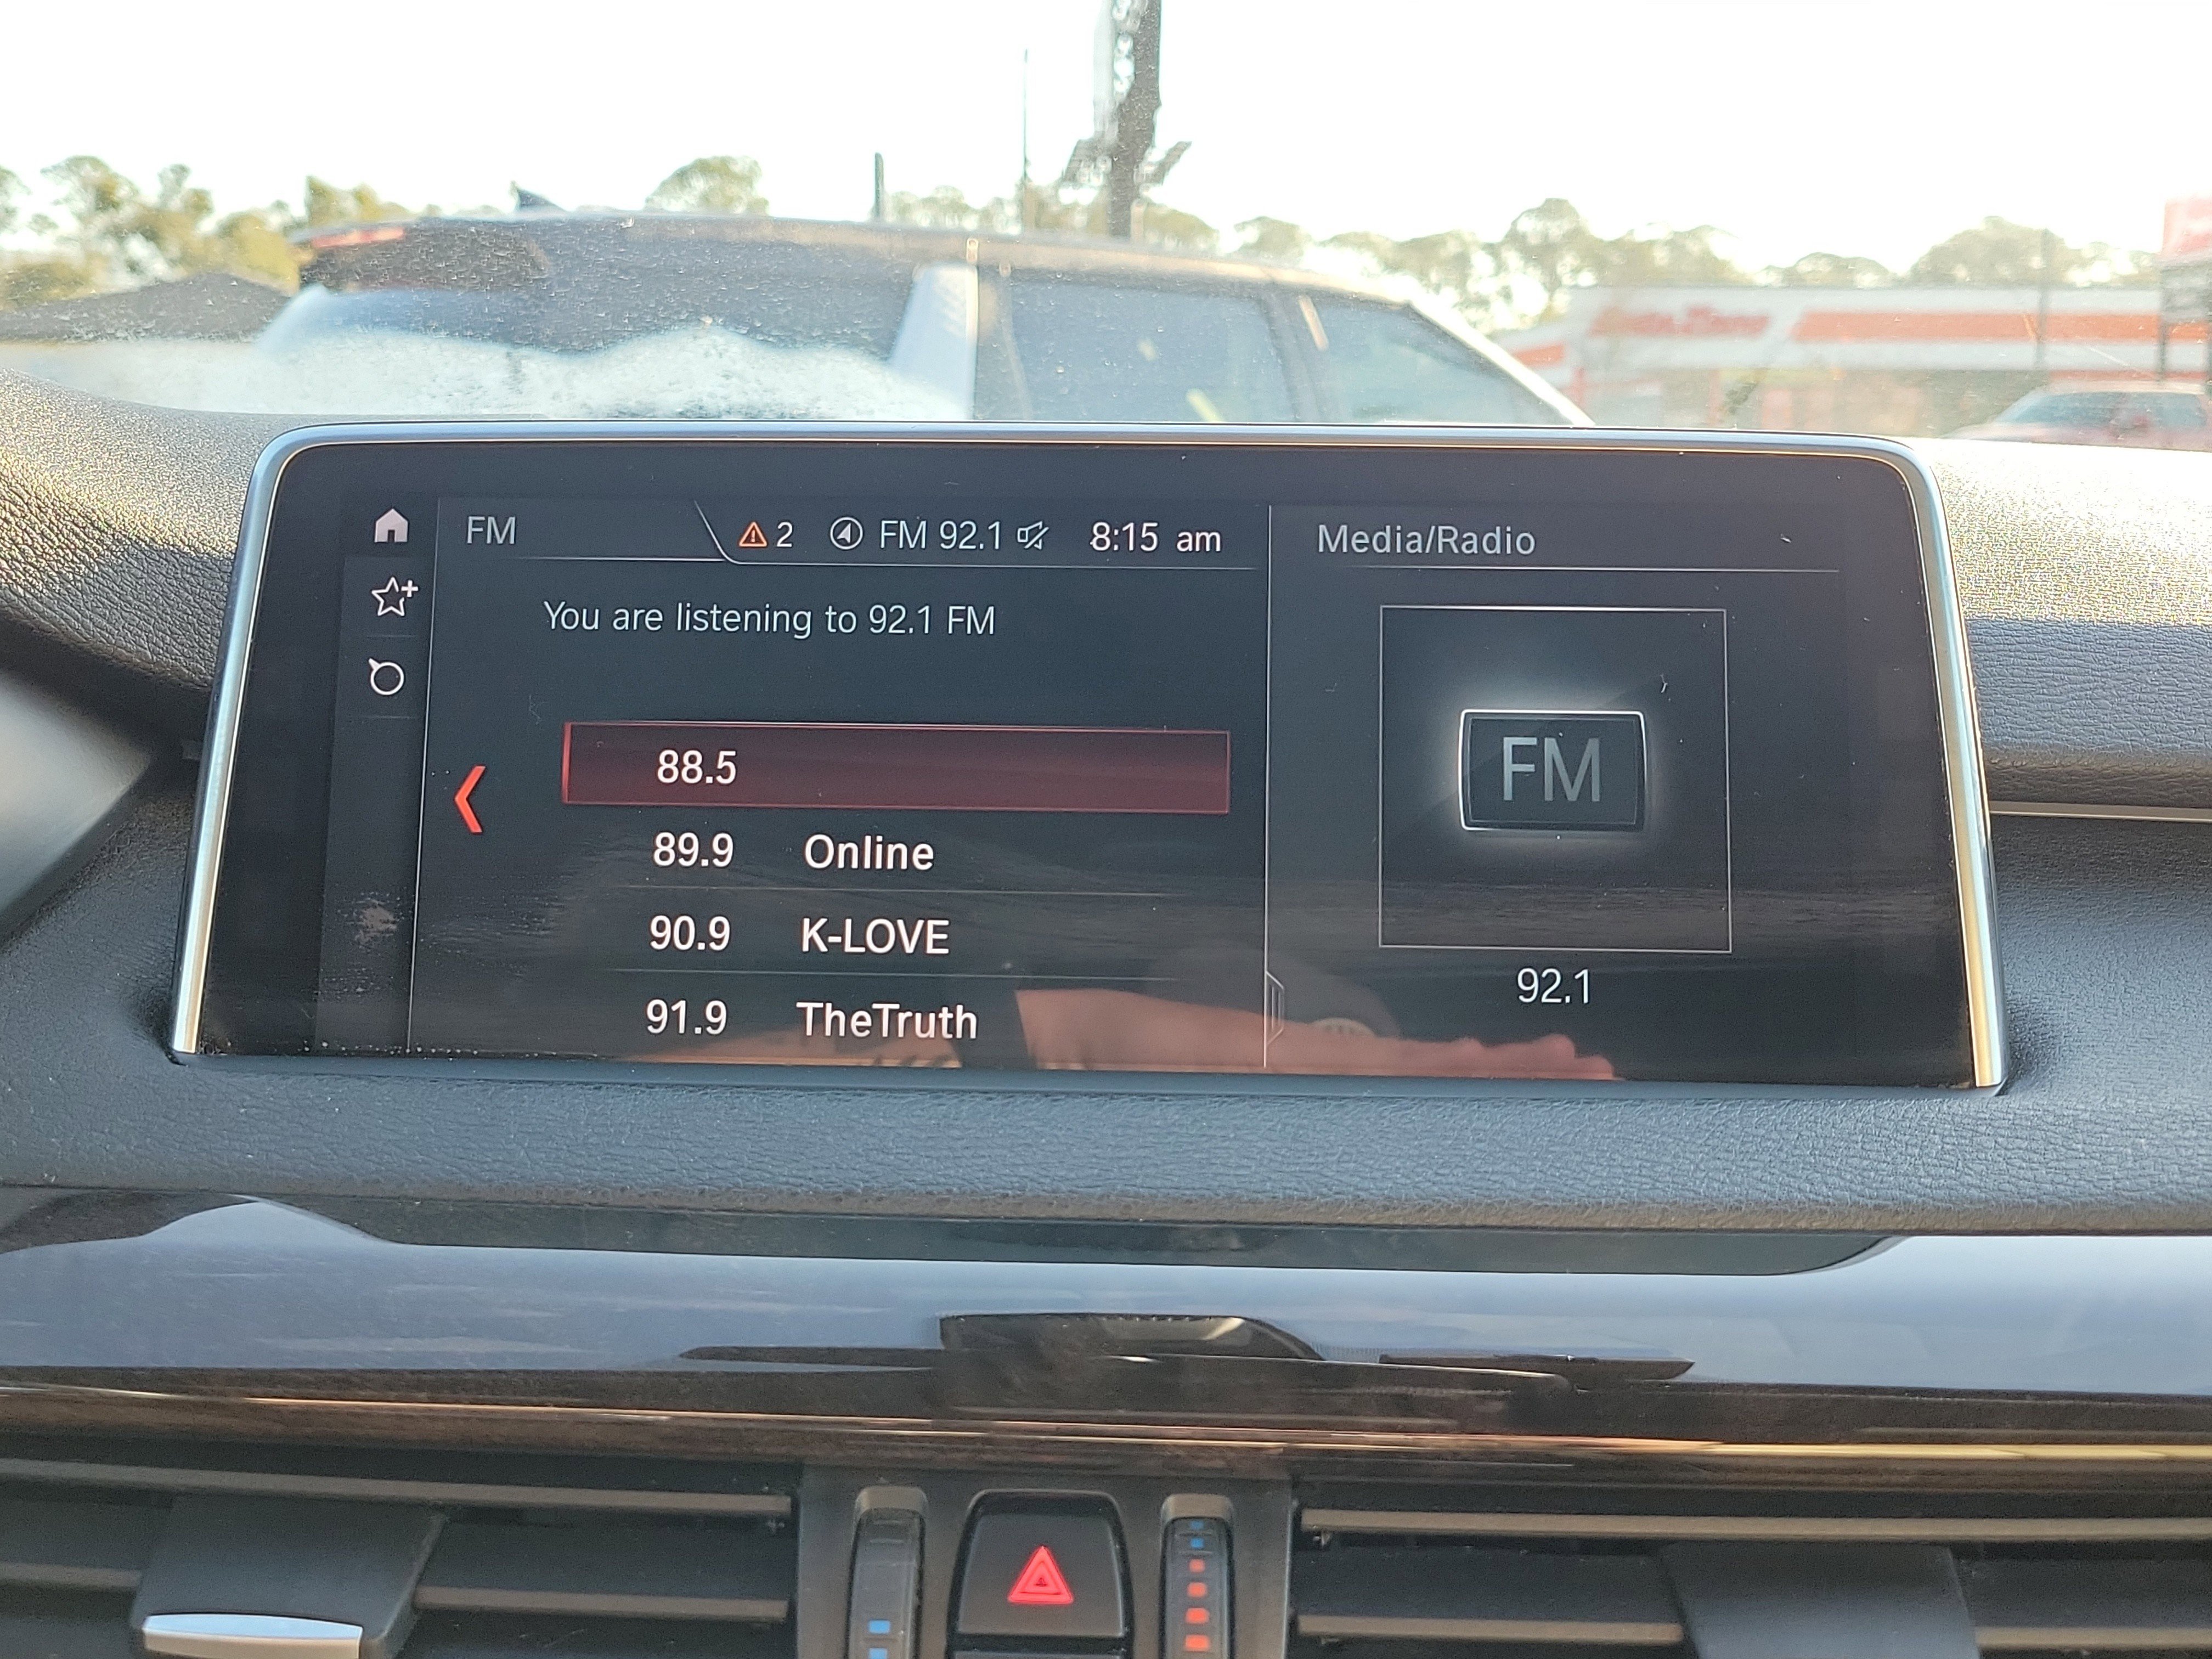 FM
2 FM 92.1 8:15 am
Media/Radio
You are listening to 92.1 FM
88.5
89.9 Online
90.9 K-LOVE
91.9 TheTruth
FM
92.1
AutoZone